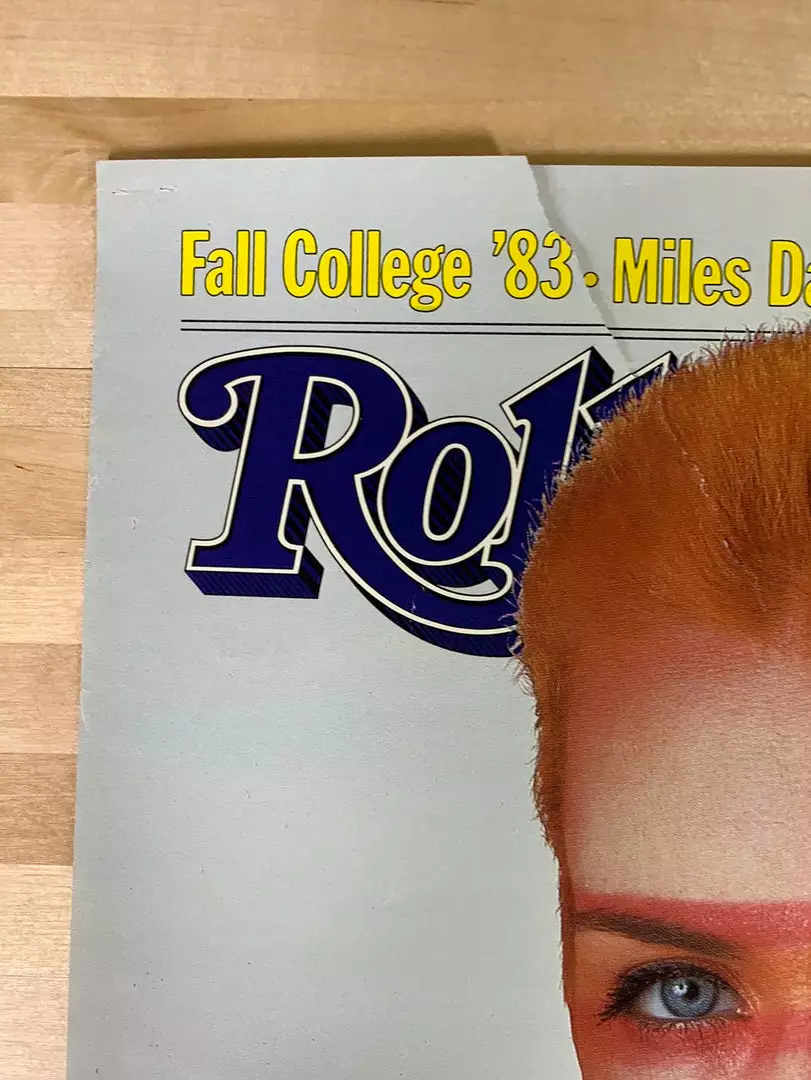 Fall College '83 · Miles Da
Rol